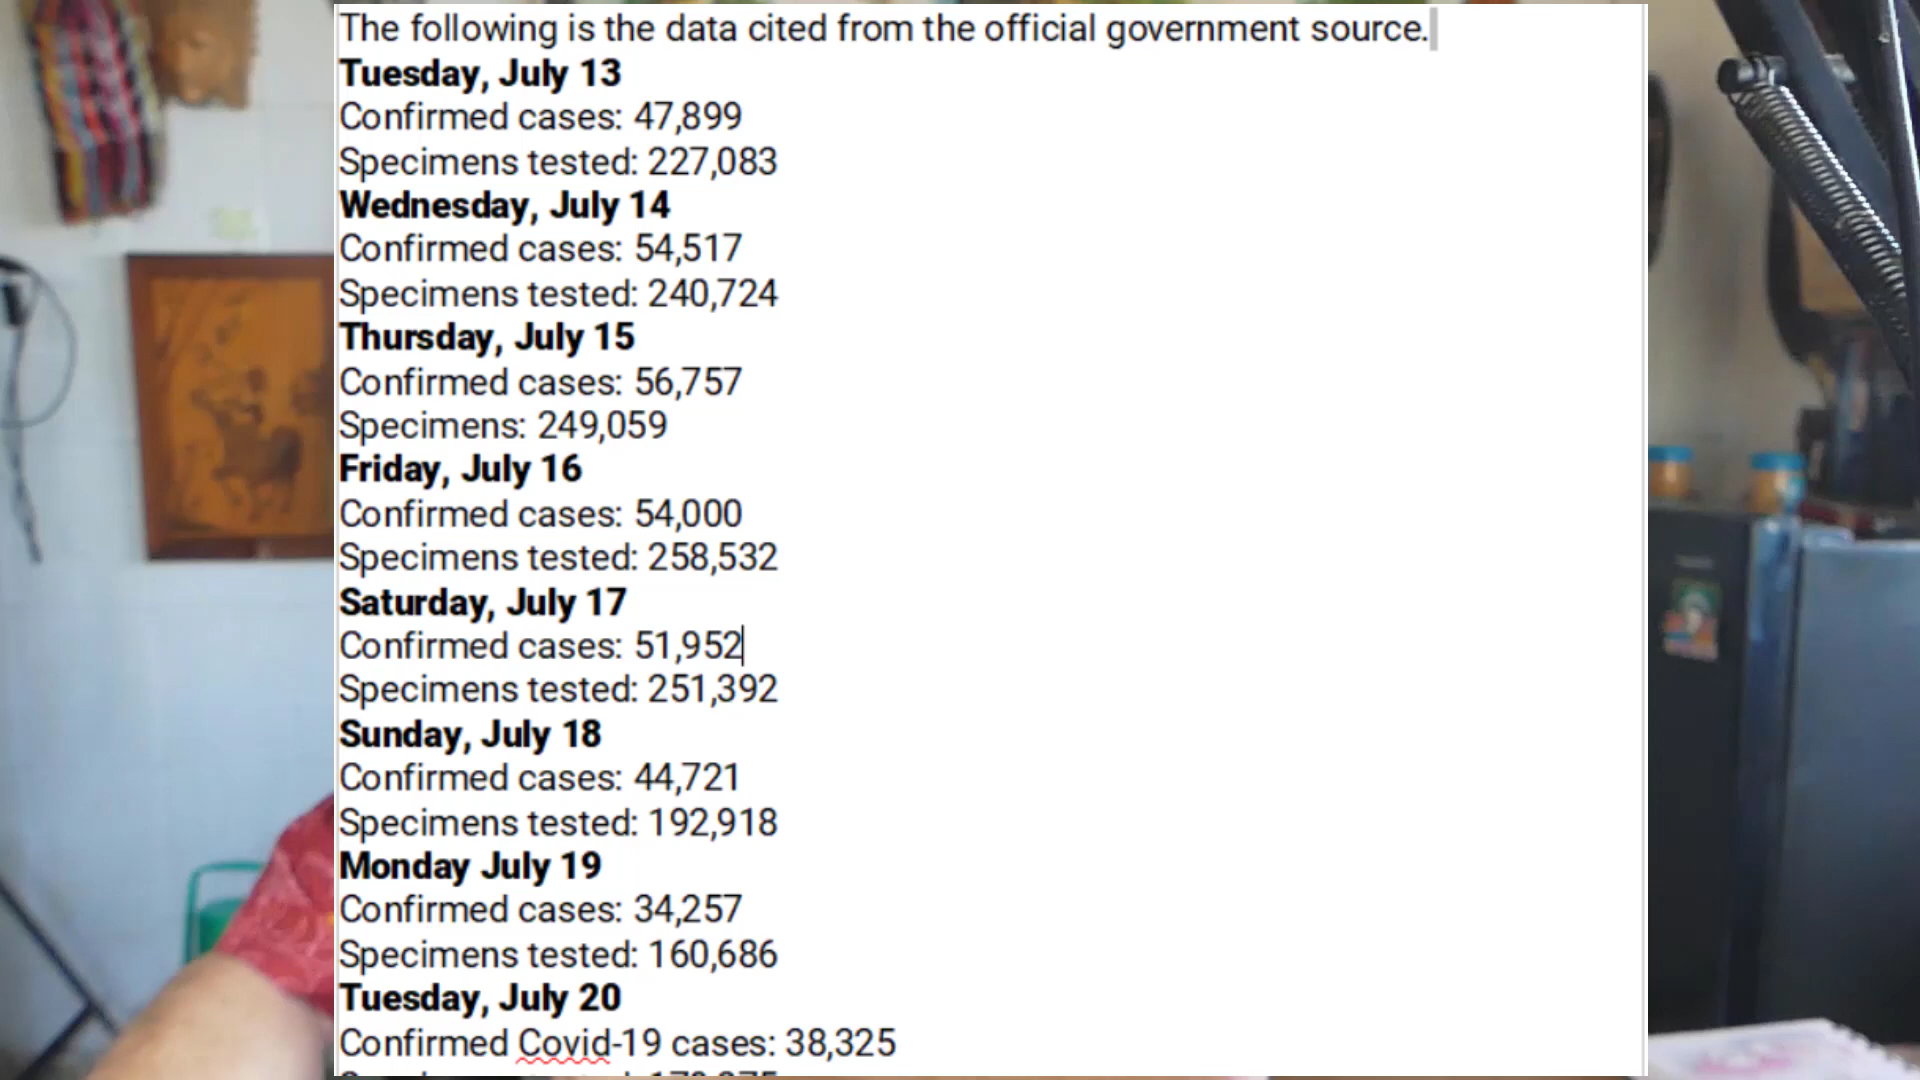 The following is the data cited from the official government source.
Tuesday, July 13
Confirmed cases: 47,899
Specimens tested: 227,083
Wednesday, July 14
Confirmed cases: 54,517
Specimens tested: 240,724
Thursday, July 15
Confirmed cases: 56,757
Specimens: 249,059
Friday, July 16
Confirmed cases: 54,000
Specimens tested: 258,532
Saturday, July 17
Confirmed cases: 51,952
Specimens tested: 251,392
Sunday, July 18
Confirmed cases: 44,721
Specimens tested: 192,918
Monday July 19
Confirmed cases: 34,257
Specimens tested: 160,686
Tuesday, July 20
Confirmed Covid-19 cases: 38,325